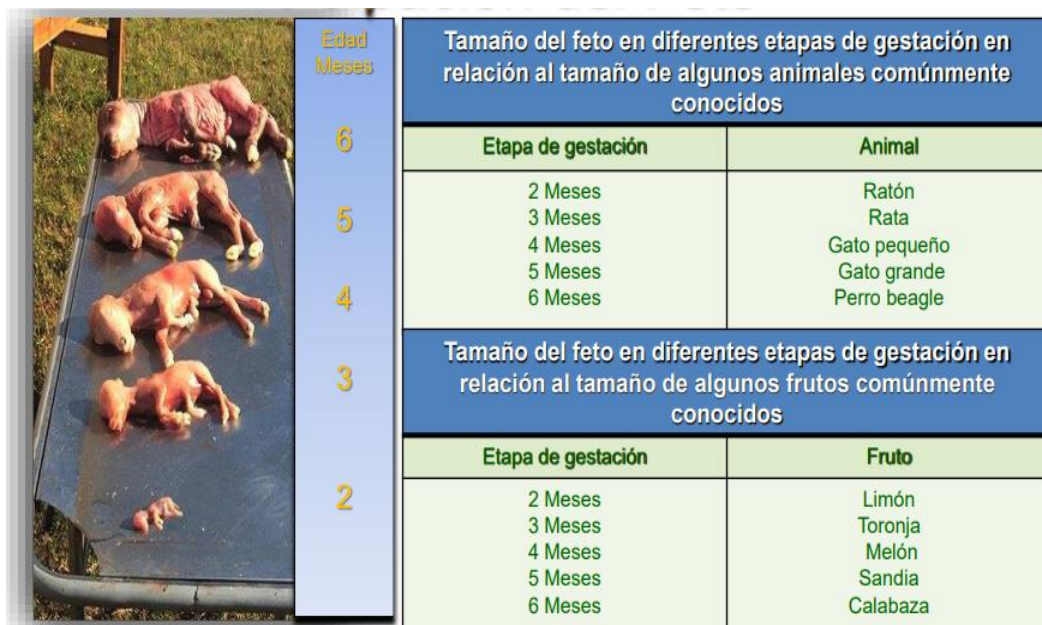 Edad
Meses
6
5
4
3
2
Tamaño del feto en diferentes etapas de gestación en
relación al tamaño de algunos animales comúnmente
conocidos
Etapa de gestación Animal
2 Meses Ratón
3 Meses Rata
4 Meses Gato pequeño
5 Meses Gato grande
6 Meses Perro beagle
Tamaño del feto en diferentes etapas de gestación en
relación al tamaño de algunos frutos comúnmente
conocidos
Etapa de gestación Fruto
2 Meses Limón
3 Meses Toronja
4 Meses Melón
5 Meses Sandia
6 Meses Calabaza